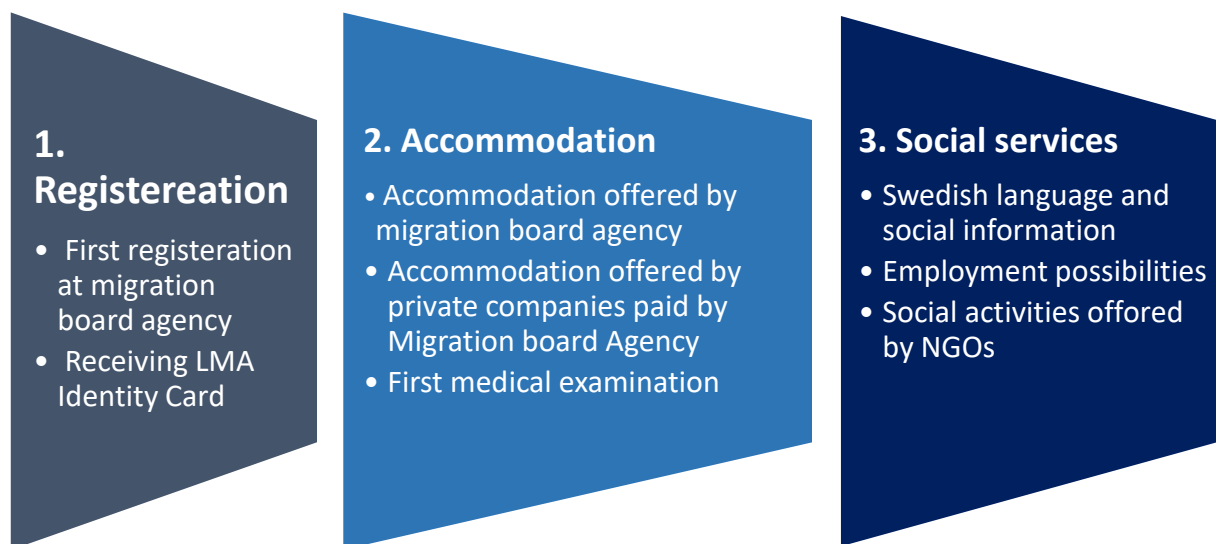 1.
Registereation
• First registeration
at migration
board agency
• Receiving LMA
Identity Card
2. Accommodation
• Accommodation offered by
migration board agency
• Accommodation offered by
private companies paid by
Migration board Agency
• First medical examination
3. Social services
• Swedish language and
social information
• Employment possibilities
• Social activities offored
by NGOs